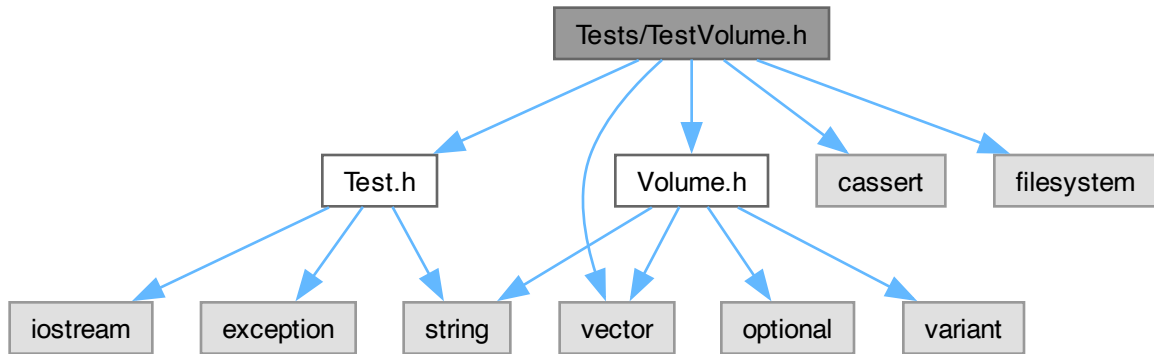 Tests/TestVolume.h
Test.h
Volume.h
cassert
filesystem
iostream
exception
string
vector
optional
variant